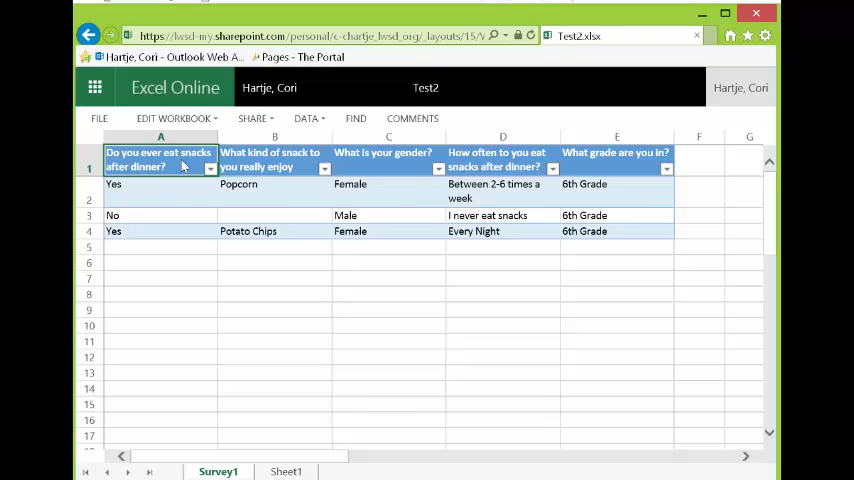 https://lwsd-my.sharepoint.com/personal/c-chartje_lwsd_org/_layouts/15/V
Test2.xlsx
Hartje, Cori - Outlook Web A...
Pages - The Portal
Excel Online
Hartje, Cori
Test2
Hartje, Cori
FILE
EDIT WORKBOOK
SHARE
DATA
FIND
COMMENTS
A B C D E F G
1
Do you ever eat snacks
after dinner?
What kind of snack to
you really enjoy
What is your gender?
How often to you eat
snacks after dinner?
What grade are you in?
2
Yes
Popcorn
Female
Between 2-6 times a
week
6th Grade
3 No Male I never eat snacks 6th Grade
4 Yes Potato Chips Female Every Night 6th Grade
5
6
7
8
9
10
11
12
13
14
15
16
17
Survey1
Sheet1